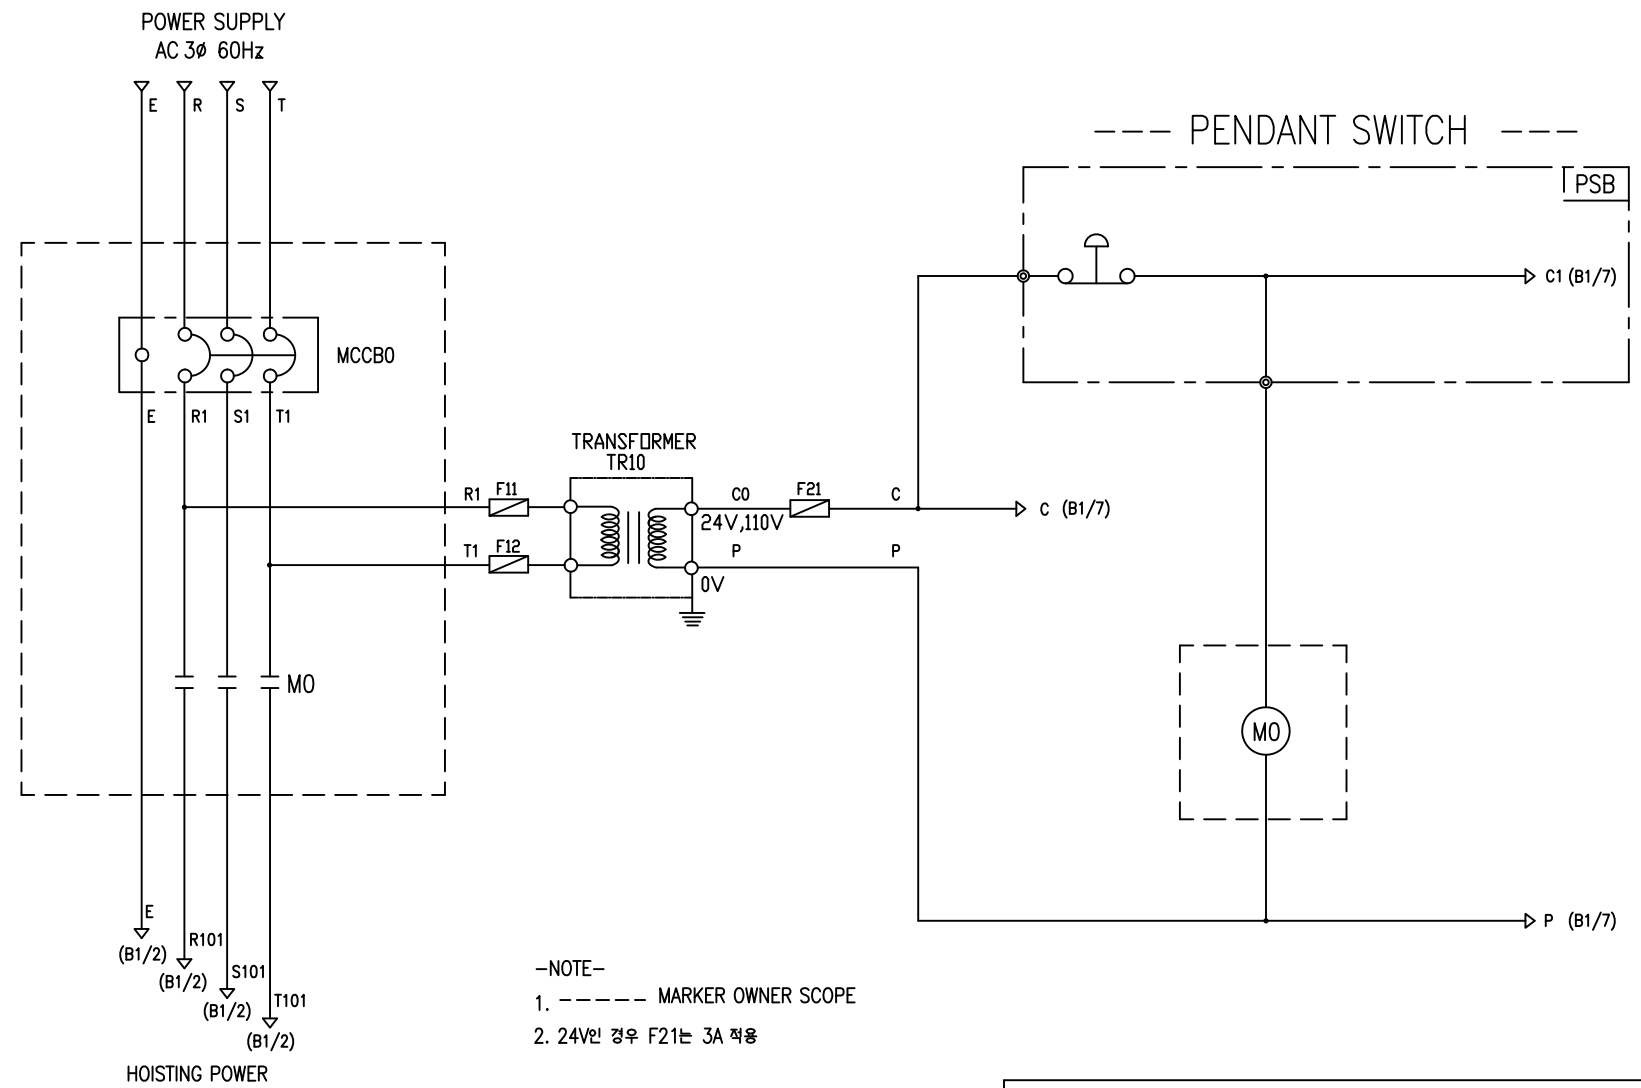 POWER SUPPLY
AC 3ø 60Hz
E R S T
---- PENDANT SWITCH ----
PSB
C1 (B1/7)
MCCB0
E R1 S1 T1
TRANSFORMER
TR10
R1 F11
C0 F21 C
24V,110V
C (B1/7)
T1 F12
P P
0V
M0
M0
E
(B1/2)
R101
(B1/2)
S101
(B1/2)
T101
(B1/2)
P (B1/7)
HOISTING POWER
-NOTE-
1. ------ MARKER OWNER SCOPE
2. 24V인 경우 F21는 3A 적용